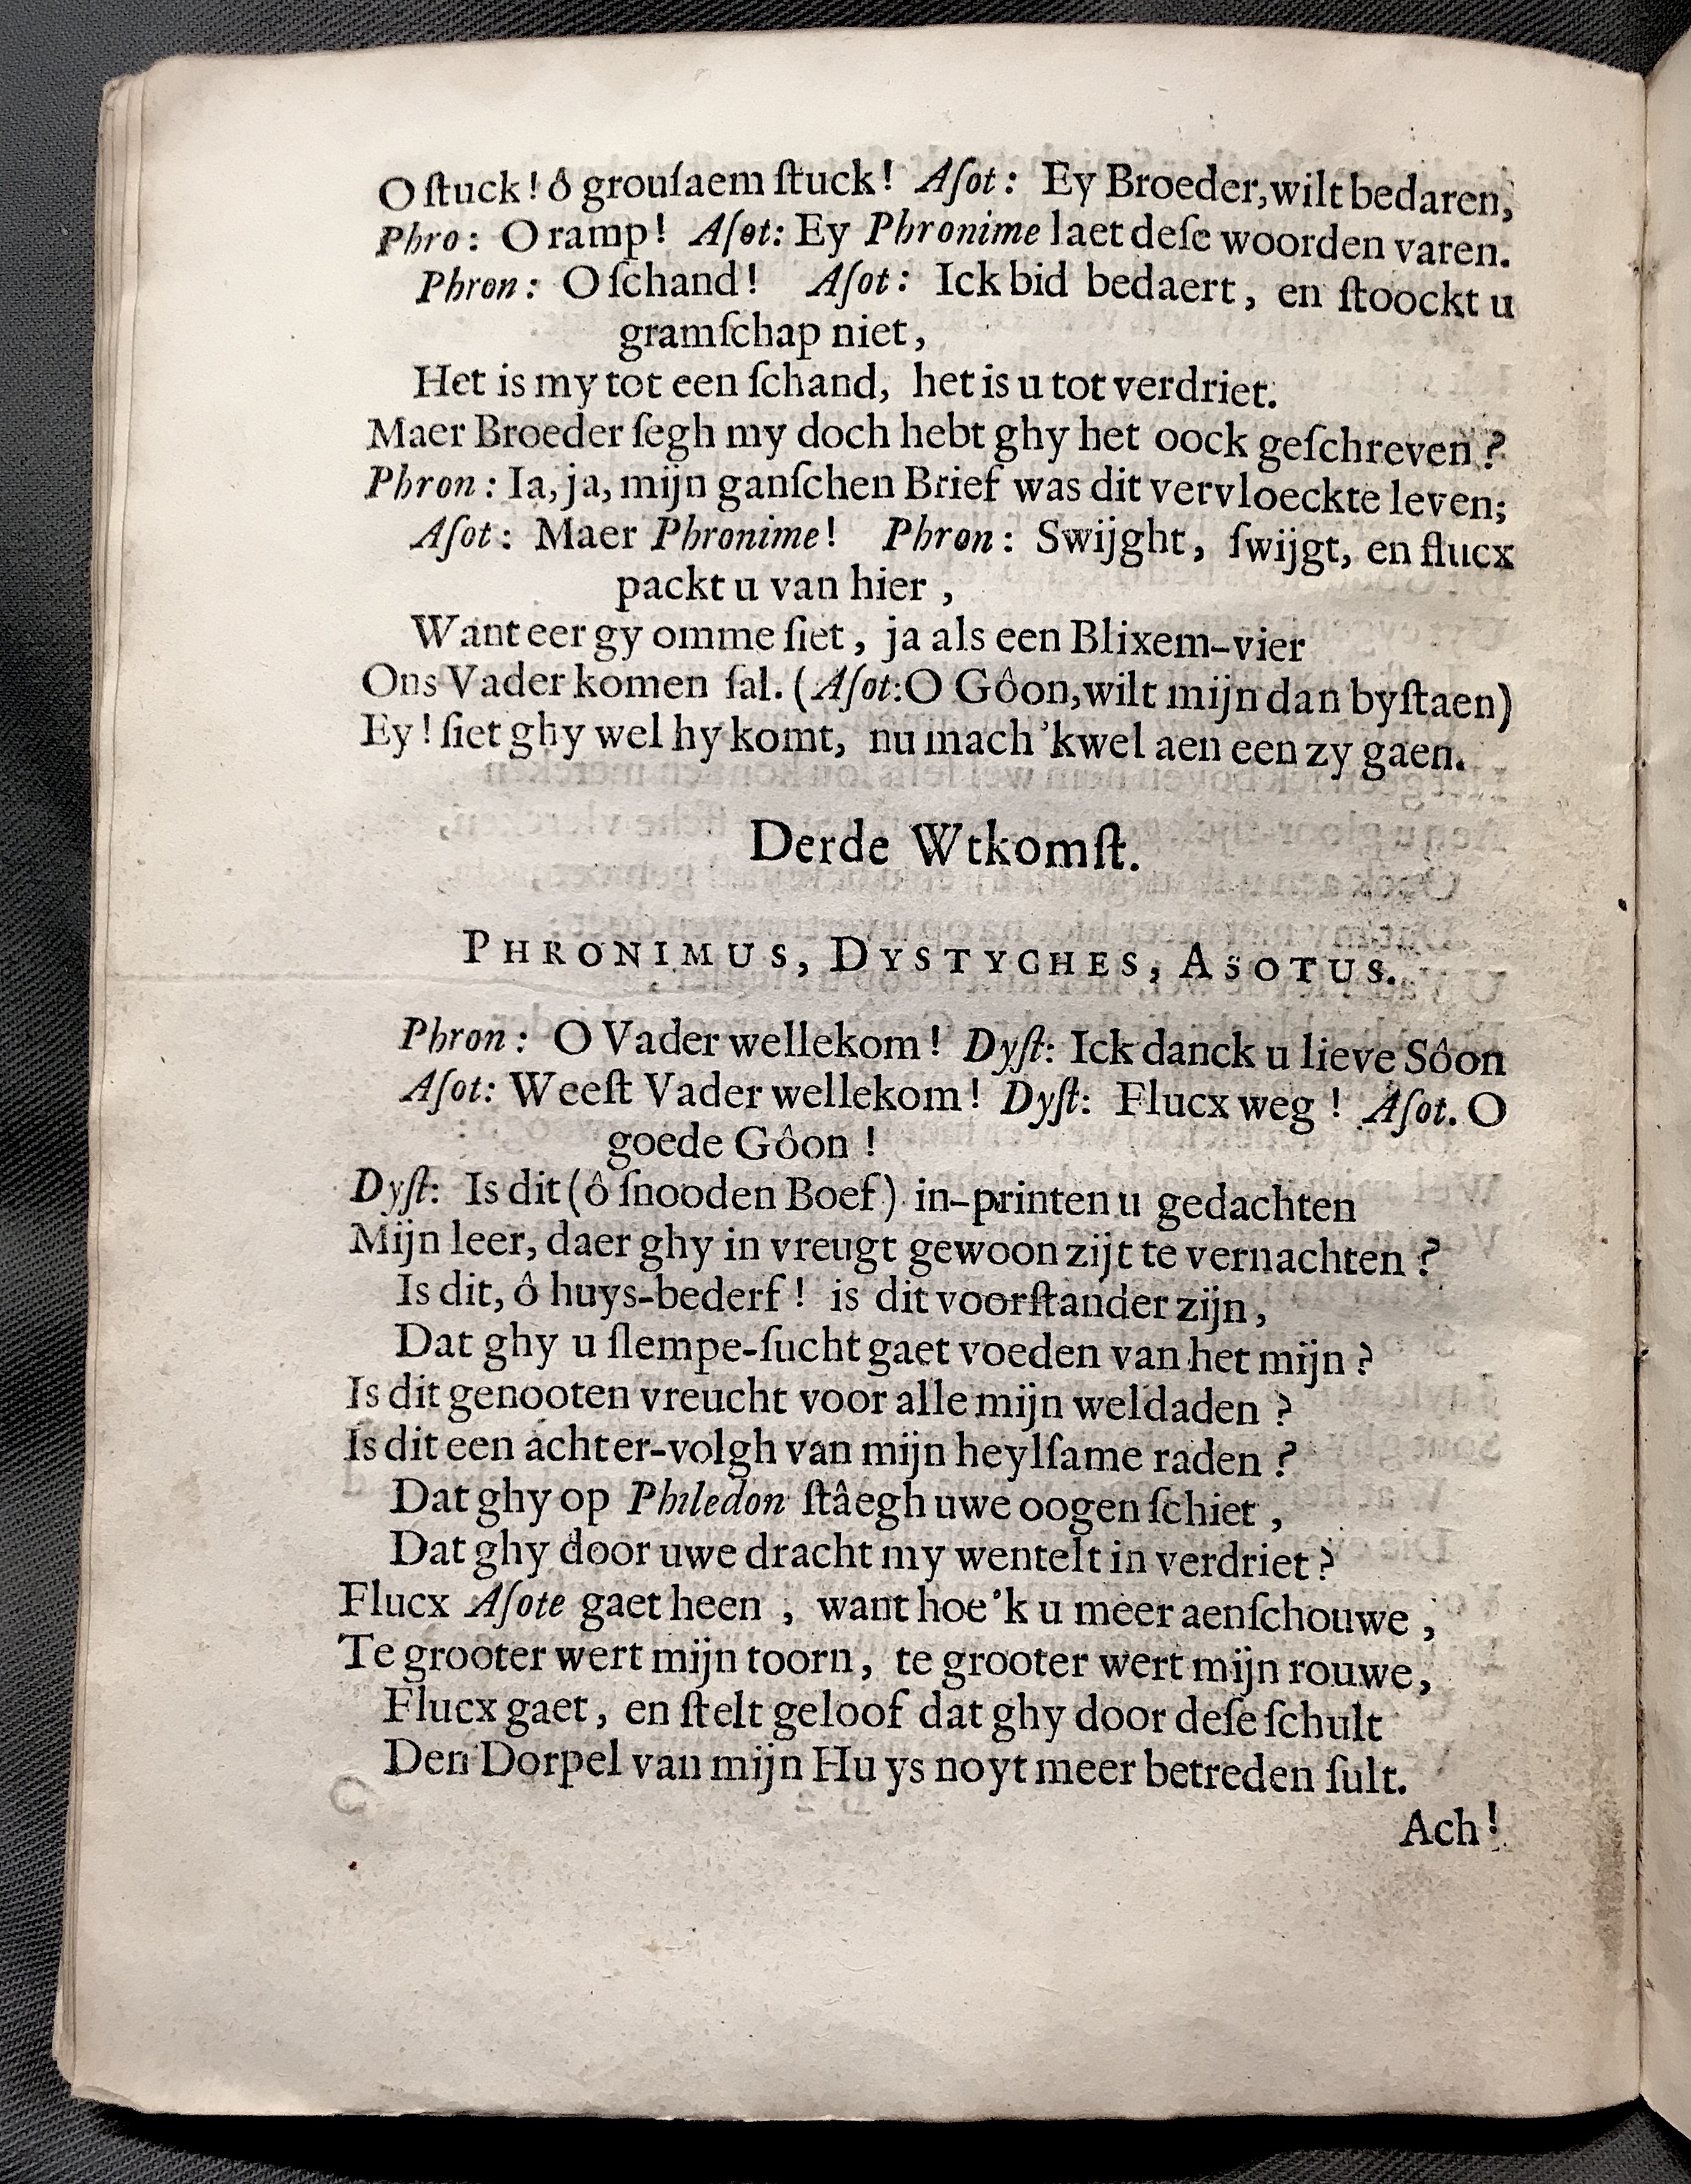 O ſtuck! ô grouſaem ſtuck! Aſot: Ey Broeder, wilt bedaren,
Phro: O ramp! Aſot: Ey Phronime laet deſe woorden varen.
Phron: O ſchand! Aſot: Ick bid bedaert, en ſtoockt u
gramſchap niet,
Het is my tot een ſchand, het is u tot verdriet.
Maer Broeder ſegh my doch hebt ghy het oock geſchreven?
Phron: Ia, ja, mijn ganſchen Brief was dit vervloeckte leven;
Aſot: Maer Phronime! Phron: Swijght, ſwijgt, en flucx
packt u van hier,
Want eer gy omme ſiet, ja als een Blixem-vier
Ons Vader komen ſal. (Aſot: O Gôon, wilt mijn dan byſtaen)
Ey! ſiet ghy wel hy komt, nu mach 'kwel aen een zy gaen.
Derde Wtkomſt.
PHRONIMUS, DYSTYCHES, ASOTUS.
Phron: O Vader wellekom! Dyſt: Ick danck u lieve Sôon
Aſot: Weeſt Vader wellekom! Dyſt: Flucx weg! Aſot. O
goede Gôon!
Dyſt: Is dit (ô ſnooden Boef) in-printen u gedachten
Mijn leer, daer ghy in vreugt gewoon zijt te vernachten?
Is dit, ô huys-bederf! is dit voorſtander zijn,
Dat ghy u ſlempe-ſucht gaet voeden van het mijn?
Is dit genooten vreucht voor alle mijn weldaden?
Is dit een achter-volgh van mijn heylſame raden?
Dat ghy op Philedon ſtâegh uwe oogen ſchiet,
Dat ghy door uwe dracht my wentelt in verdriet?
Flucx Aſote gaet heen, want hoe 'k u meer aenſchouwe,
Te grooter wert mijn toorn, te grooter wert mijn rouwe,
Flucx gaet, en ſtelt geloof dat ghy door deſe ſchult
Den Dorpel van mijn Hu ys noyt meer betreden ſult.
Ach!